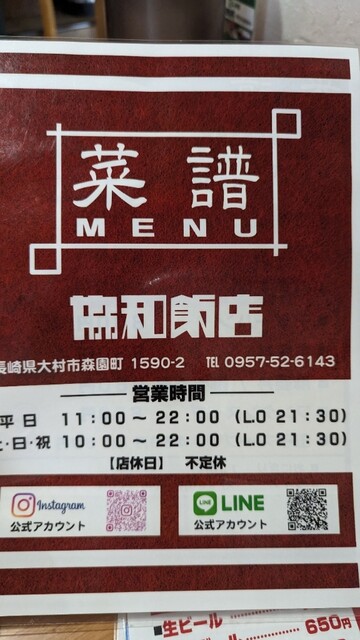 菜譜
MENU
協和飯店
長崎県大村市森園町 1590-2 TEL 0957-52-6143
営業時間
平日 11:00～22:00 (L.O 21:30)
・日・祝 10:00～22:00 (L.O 21:30)
【店休日】 不定休
Instagram
公式アカウント
LINE
LINE
公式アカウント
■生ビール 650円